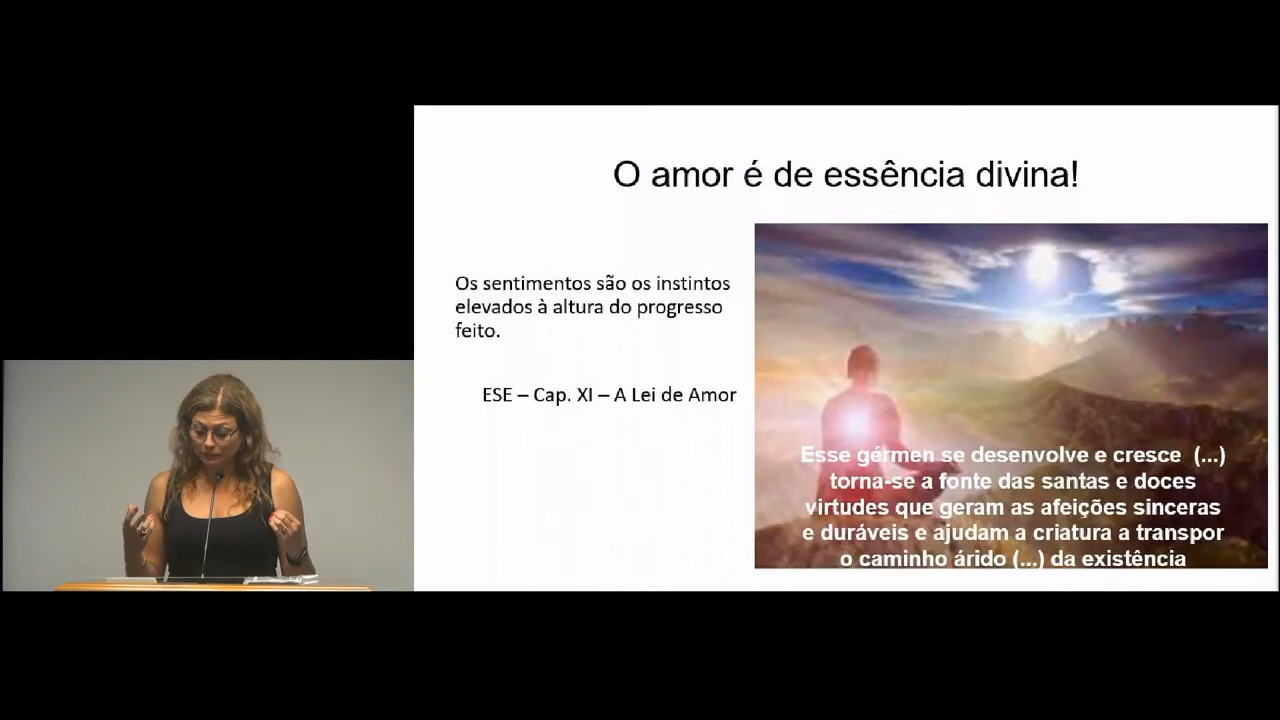 O amor é de essência divina!
Os sentimentos são os instintos
elevados à altura do progresso
feito.
ESE – Cap. XI – A Lei de Amor
Esse gérmen se desenvolve e cresce (...)
torna-se a fonte das santas e doces
virtudes que geram as afeições sinceras
e duráveis e ajudam a criatura a transpor
o caminho árido (...) da existência